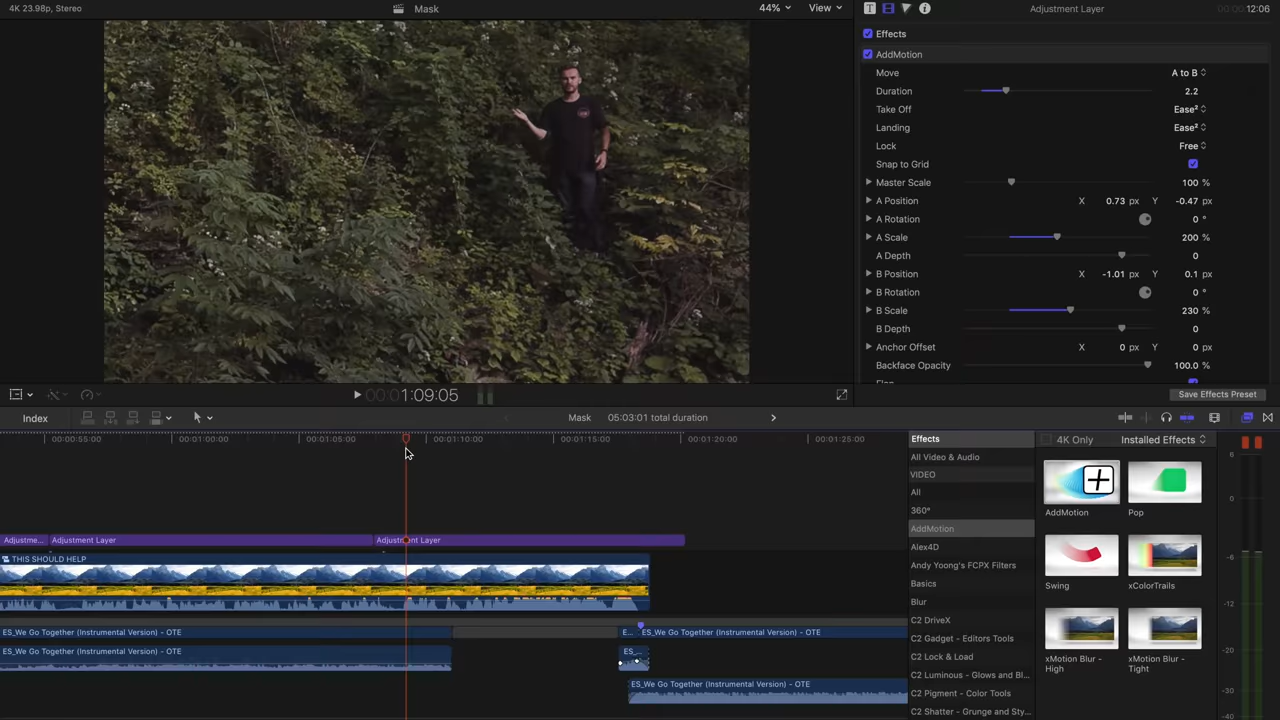 4K 23.98p, Stereo
Mask
44%
View
Adjustment Layer
12:06
Effects
AddMotion
Move A to B
Duration 2.2
Take Off Ease²
Landing Ease²
Lock Free
Snap to Grid
Master Scale 100 %
A Position X 0.73 px Y -0.47 px
A Rotation 0 °
A Scale 200 %
A Depth 0
B Position X -1.01 px Y 0.1 px
B Rotation 0 °
B Scale 230 %
B Depth 0
Anchor Offset X 0 px Y 0 px
Backface Opacity 100.0 %
00:00:1:09:05
Save Effects Preset
Index
Mask
05:03:01 total duration
00:00:55:00
00:01:00:00
00:01:05:00
00:01:10:00
00:01:15:00
00:01:20:00
00:01:25:00
Adjustme...
Adjustment Layer
Adjustment Layer
THIS SHOULD HELP
ES_We Go Together (Instrumental Version) - OTE
E...
ES_We Go Together (Instrumental Version) - OTE
ES_We Go Together (Instrumental Version) - OTE
ES_...
ES_We Go Together (Instrumental Version) - OTE
Effects
All Video & Audio
VIDEO
All
360°
AddMotion
Alex4D
Andy Yoong's FCPX Filters
Basics
Blur
C2 DriveX
C2 Gadget - Editors Tools
C2 Lock & Load
C2 Luminous - Glows and Bl...
C2 Pigment - Color Tools
C2 Shatter - Grunge and Sty...
4K Only
Installed Effects
AddMotion
Pop
Swing
xColorTrails
xMotion Blur -
High
xMotion Blur -
Tight
6
0
-6
-12
-20
-30
-40